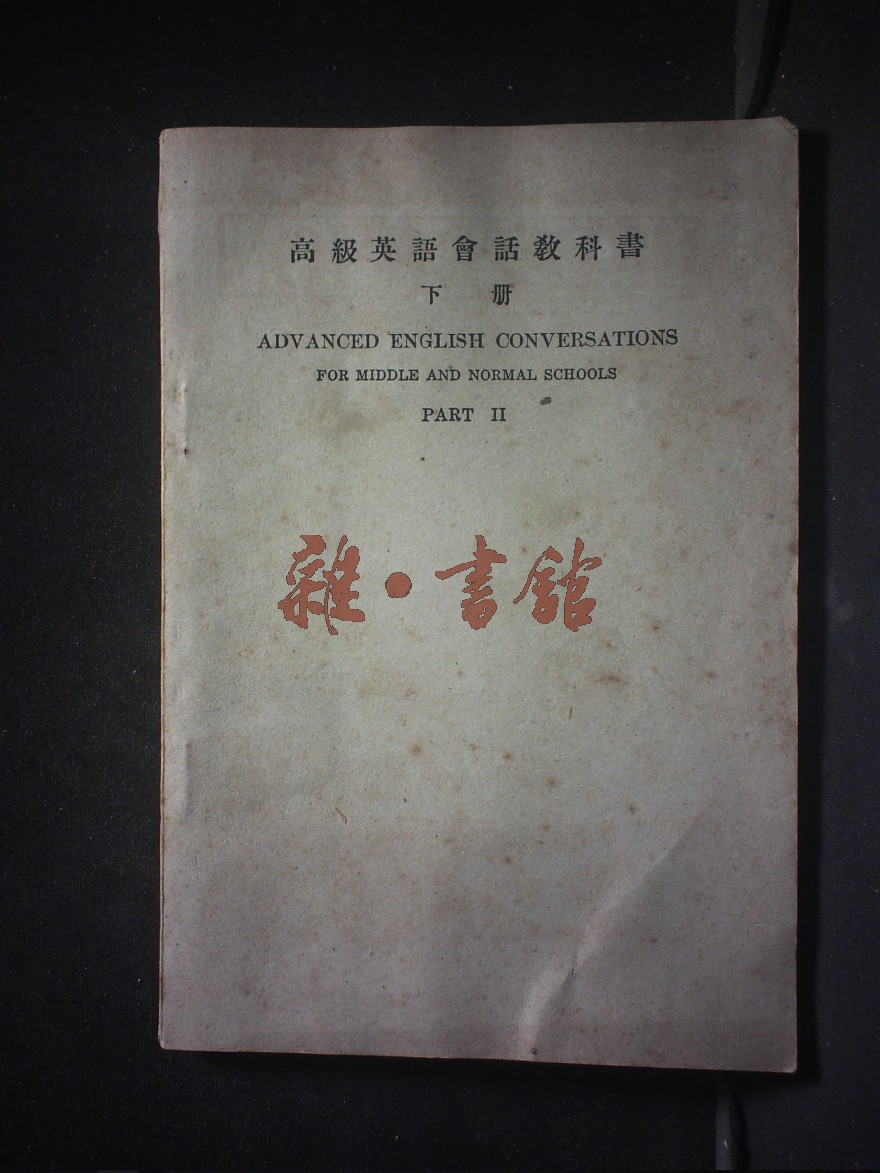 高級英語會話教科書
下册
ADVANCED ENGLISH CONVERSATIONS
FOR MIDDLE AND NORMAL SCHOOLS
PART II
雜·書館